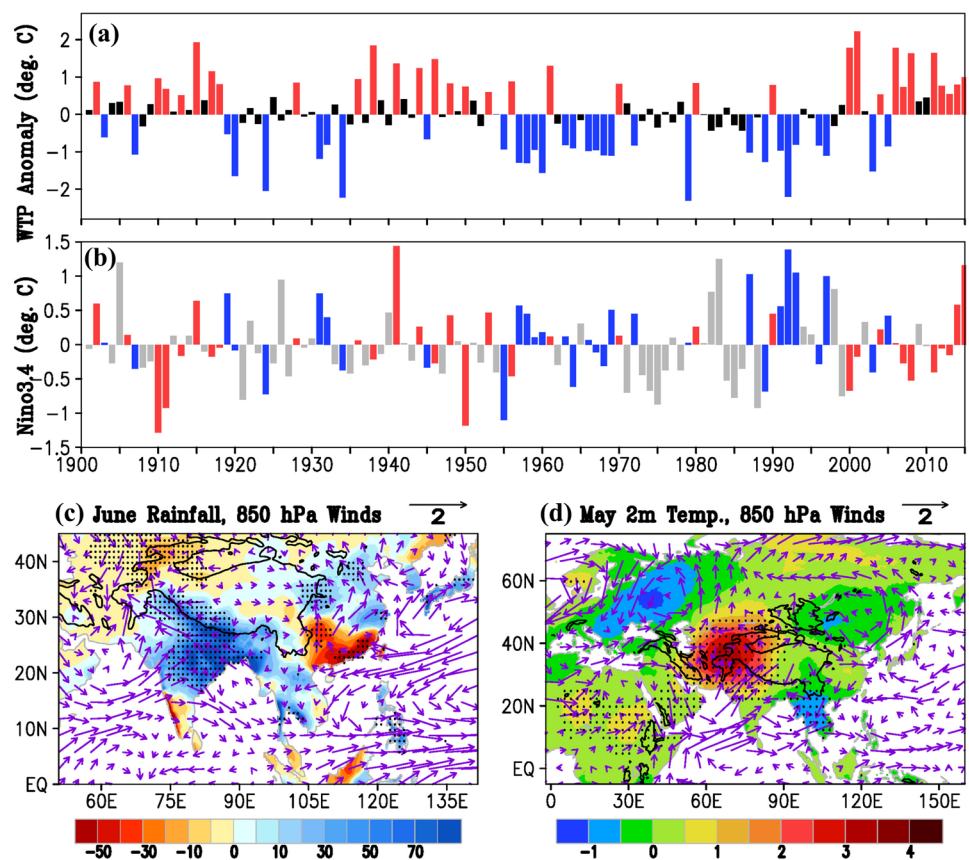 (a)
WTP Anomaly (deg. C)
2
1
0
-1
-2
(b)
Nino3.4 (deg. C)
1.5
1
0.5
0
-0.5
-1
-1.5
1900 1910 1920 1930 1940 1950 1960 1970 1980 1990 2000 2010
(c) June Rainfall, 850 hPa Winds 2
40N
30N
20N
10N
EQ
60E 75E 90E 105E 120E 135E
-50 -30 -10 0 10 30 50 70
(d) May 2m Temp., 850 hPa Winds 2
60N
40N
20N
EQ
0 30E 60E 90E 120E 150E
-1 0 1 2 3 4